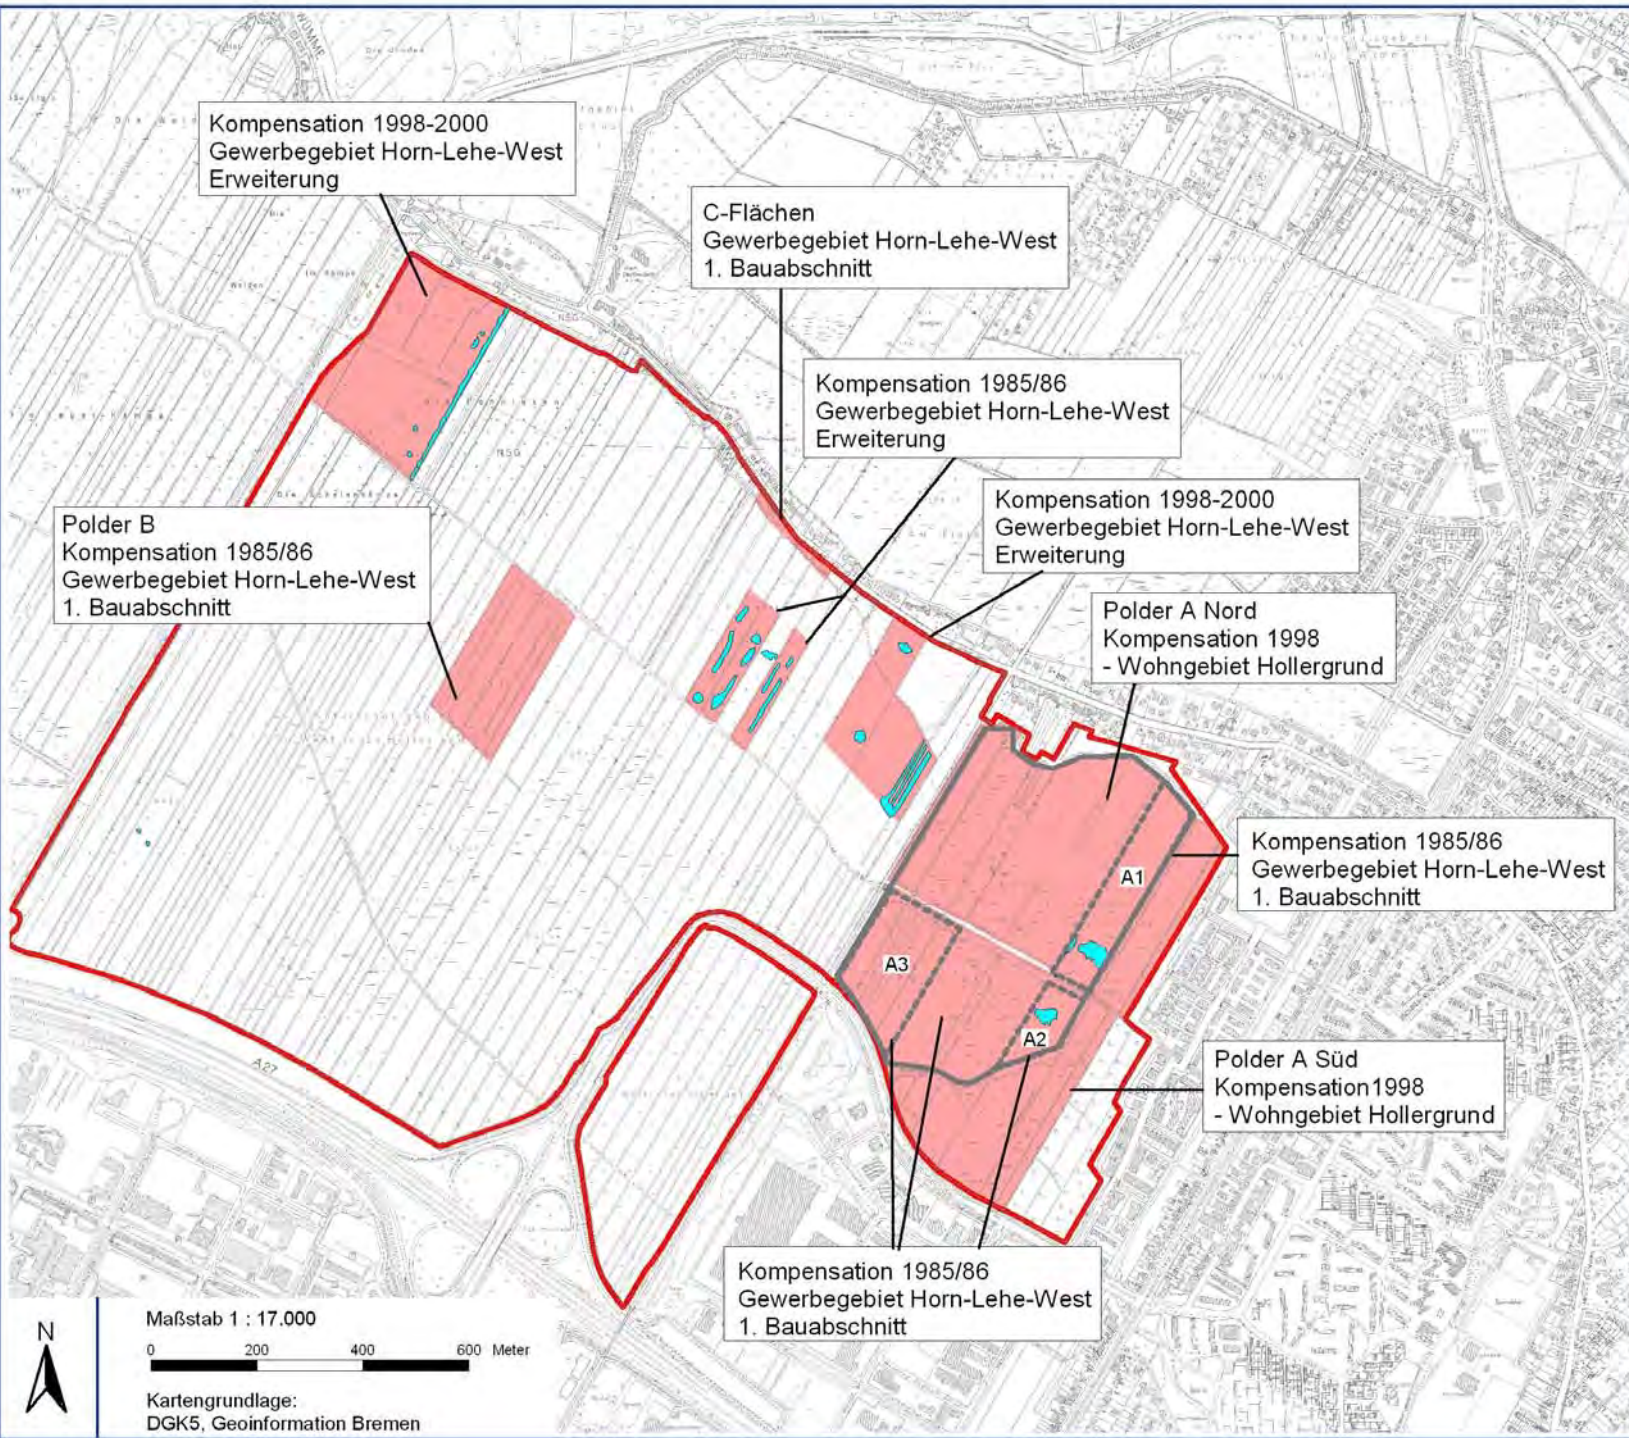 WÜMME
Kompensation 1998-2000
Gewerbegebiet Horn-Lehe-West
Erweiterung
C-Flächen
Gewerbegebiet Horn-Lehe-West
1. Bauabschnitt
NSG
Kompensation 1985/86
Gewerbegebiet Horn-Lehe-West
Erweiterung
NSG
Kompensation 1998-2000
Gewerbegebiet Horn-Lehe-West
Erweiterung
Polder B
Kompensation 1985/86
Gewerbegebiet Horn-Lehe-West
1. Bauabschnitt
Polder A Nord
Kompensation 1998
- Wohngebiet Hollergrund
Kompensation 1985/86
Gewerbegebiet Horn-Lehe-West
1. Bauabschnitt
A1
A3
A2
Polder A Süd
Kompensation1998
- Wohngebiet Hollergrund
A27
Kompensation 1985/86
Gewerbegebiet Horn-Lehe-West
1. Bauabschnitt
N
Maßstab 1 : 17.000
0 200 400 600 Meter
Kartengrundlage:
DGK5, Geoinformation Bremen